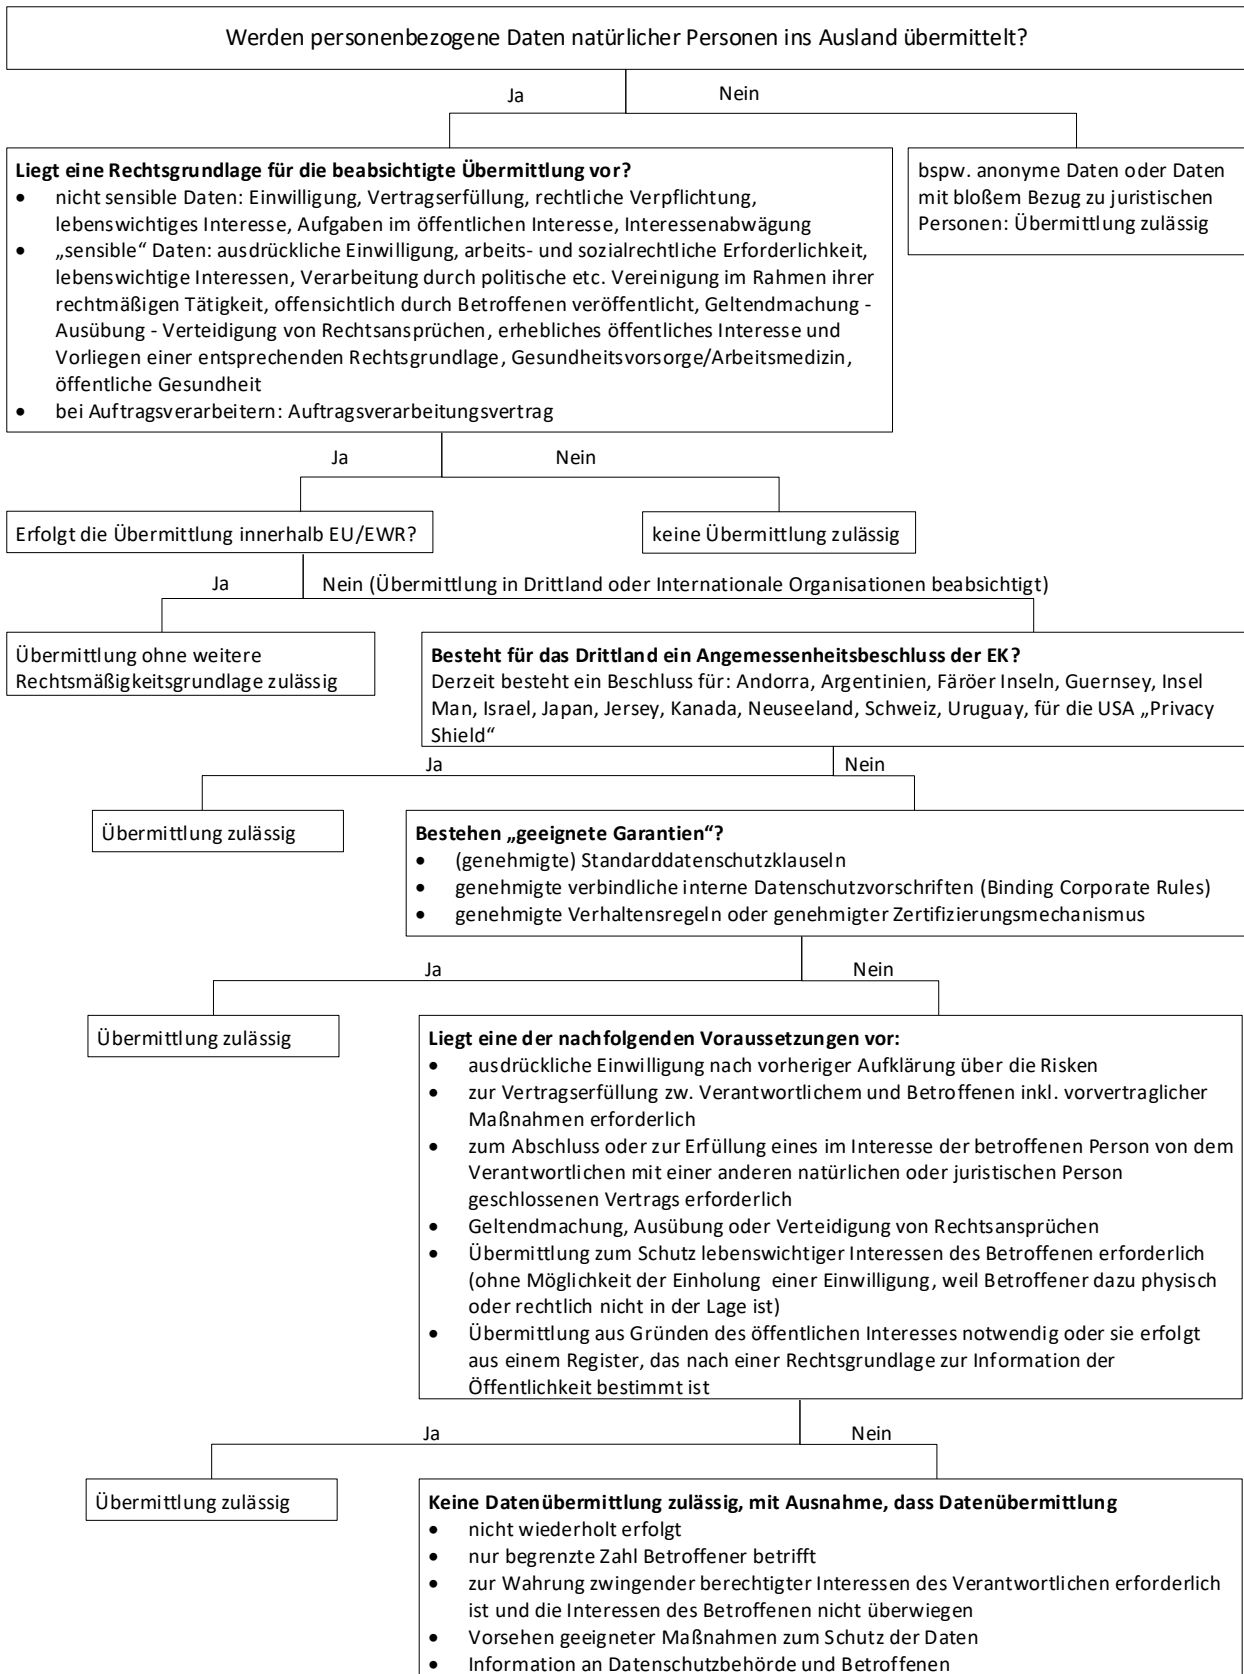 Werden personenbezogene Daten natürlicher Personen ins Ausland übermittelt?
Ja
Nein
Liegt eine Rechtsgrundlage für die beabsichtigte Übermittlung vor?
• nicht sensible Daten: Einwilligung, Vertragserfüllung, rechtliche Verpflichtung,
lebenswichtiges Interesse, Aufgaben im öffentlichen Interesse, Interessenabwägung
• „sensible“ Daten: ausdrückliche Einwilligung, arbeits- und sozialrechtliche Erforderlichkeit,
lebenswichtige Interessen, Verarbeitung durch politische etc. Vereinigung im Rahmen ihrer
rechtmäßigen Tätigkeit, offensichtlich durch Betroffenen veröffentlicht, Geltendmachung -
Ausübung - Verteidigung von Rechtsansprüchen, erhebliches öffentliches Interesse und
Vorliegen einer entsprechenden Rechtsgrundlage, Gesundheitsvorsorge/Arbeitsmedizin,
öffentliche Gesundheit
• bei Auftragsverarbeitern: Auftragsverarbeitungsvertrag
bspw. anonyme Daten oder Daten
mit bloßem Bezug zu juristischen
Personen: Übermittlung zulässig
Ja
Nein
Erfolgt die Übermittlung innerhalb EU/EWR?
keine Übermittlung zulässig
Ja
Nein (Übermittlung in Drittland oder Internationale Organisationen beabsichtigt)
Übermittlung ohne weitere
Rechtsmäßigkeitsgrundlage zulässig
Besteht für das Drittland ein Angemessenheitsbeschluss der EK?
Derzeit besteht ein Beschluss für: Andorra, Argentinien, Färöer Inseln, Guernsey, Insel
Man, Israel, Japan, Jersey, Kanada, Neuseeland, Schweiz, Uruguay, für die USA „Privacy
Shield“
Ja
Nein
Übermittlung zulässig
Bestehen „geeignete Garantien“?
• (genehmigte) Standarddatenschutzklauseln
• genehmigte verbindliche interne Datenschutzvorschriften (Binding Corporate Rules)
• genehmigte Verhaltensregeln oder genehmigter Zertifizierungsmechanismus
Ja
Nein
Übermittlung zulässig
Liegt eine der nachfolgenden Voraussetzungen vor:
• ausdrückliche Einwilligung nach vorheriger Aufklärung über die Risken
• zur Vertragserfüllung zw. Verantwortlichem und Betroffenen inkl. vorvertraglicher
Maßnahmen erforderlich
• zum Abschluss oder zur Erfüllung eines im Interesse der betroffenen Person von dem
Verantwortlichen mit einer anderen natürlichen oder juristischen Person
geschlossenen Vertrags erforderlich
• Geltendmachung, Ausübung oder Verteidigung von Rechtsansprüchen
• Übermittlung zum Schutz lebenswichtiger Interessen des Betroffenen erforderlich
(ohne Möglichkeit der Einholung einer Einwilligung, weil Betroffener dazu physisch
oder rechtlich nicht in der Lage ist)
• Übermittlung aus Gründen des öffentlichen Interesses notwendig oder sie erfolgt
aus einem Register, das nach einer Rechtsgrundlage zur Information der
Öffentlichkeit bestimmt ist
Ja
Nein
Übermittlung zulässig
Keine Datenübermittlung zulässig, mit Ausnahme, dass Datenübermittlung
• nicht wiederholt erfolgt
• nur begrenzte Zahl Betroffener betrifft
• zur Wahrung zwingender berechtigter Interessen des Verantwortlichen erforderlich
ist und die Interessen des Betroffenen nicht überwiegen
• Vorsehen geeigneter Maßnahmen zum Schutz der Daten
• Information an Datenschutzbehörde und Betroffenen